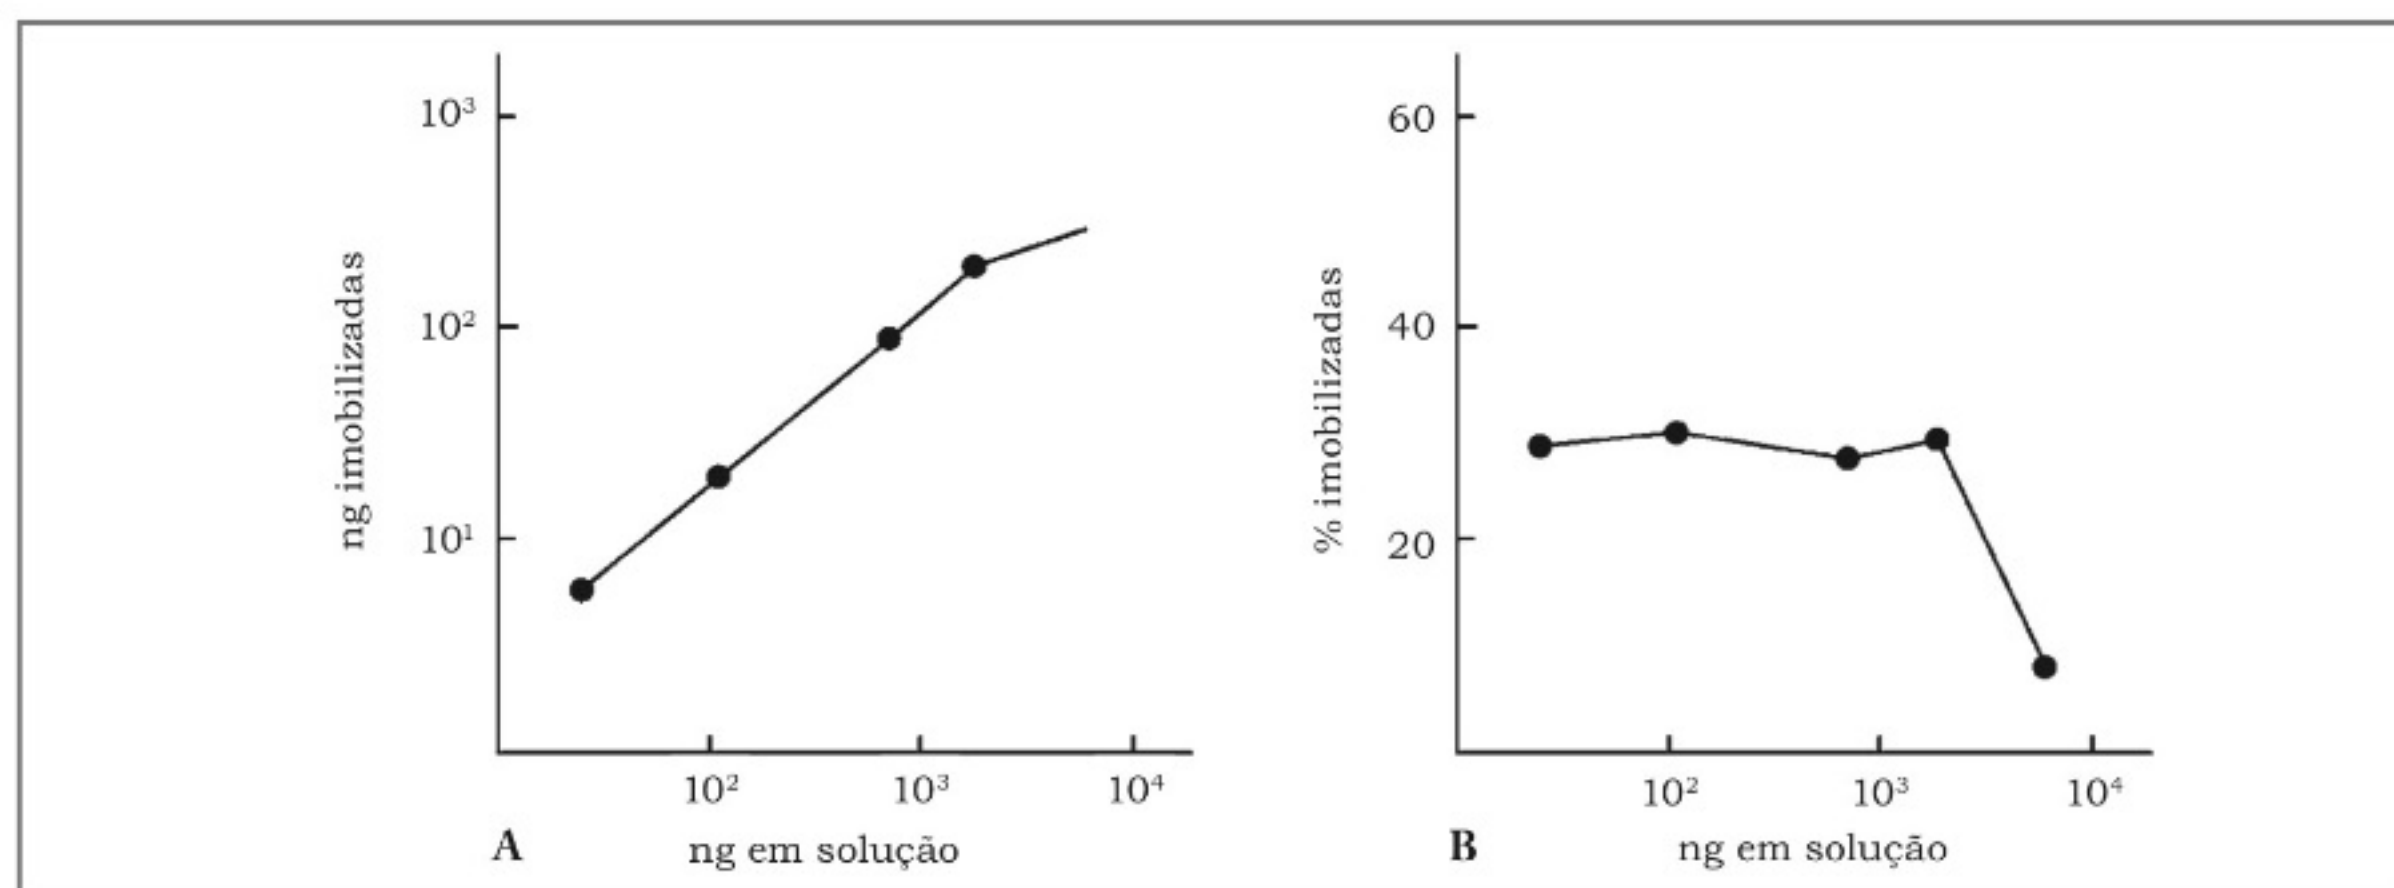 ng imobilizadas
10³
10²
10¹
10² 10³ 10⁴
A ng em solução
% imobilizadas
60
40
20
10² 10³ 10⁴
B ng em solução